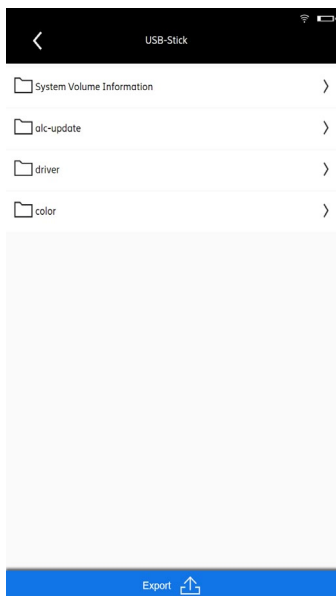 USB-Stick
System Volume Information
alc-update
driver
color
Export